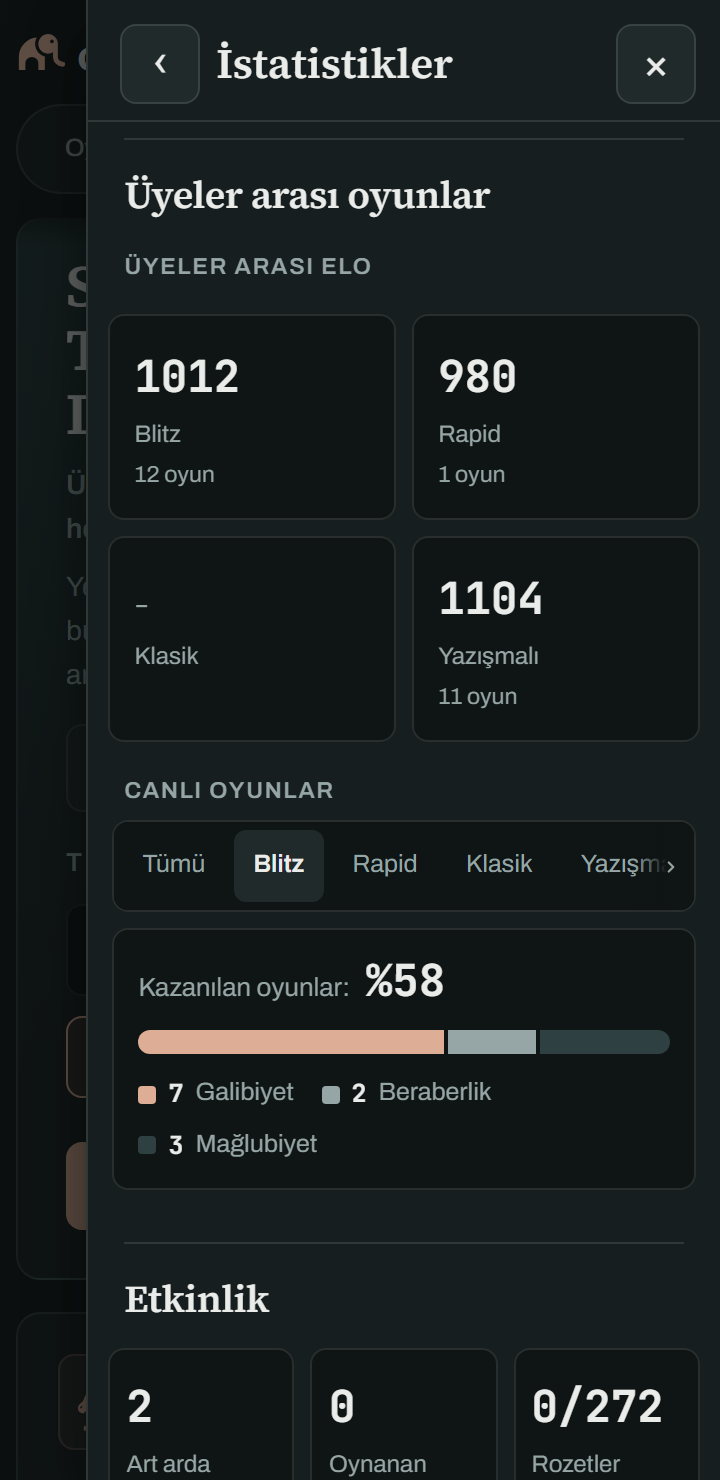 İstatistikler
Üyeler arası oyunlar
ÜYELER ARASI ELO
1012
Blitz
12 oyun
980
Rapid
1 oyun
-
Klasik
1104
Yazışmalı
11 oyun
CANLI OYUNLAR
Tümü Blitz Rapid Klasik Yazışm
Kazanılan oyunlar: %58
7 Galibiyet 2 Beraberlik
3 Mağlubiyet
Etkinlik
2
Art arda
0
Oynanan
0/272
Rozetler